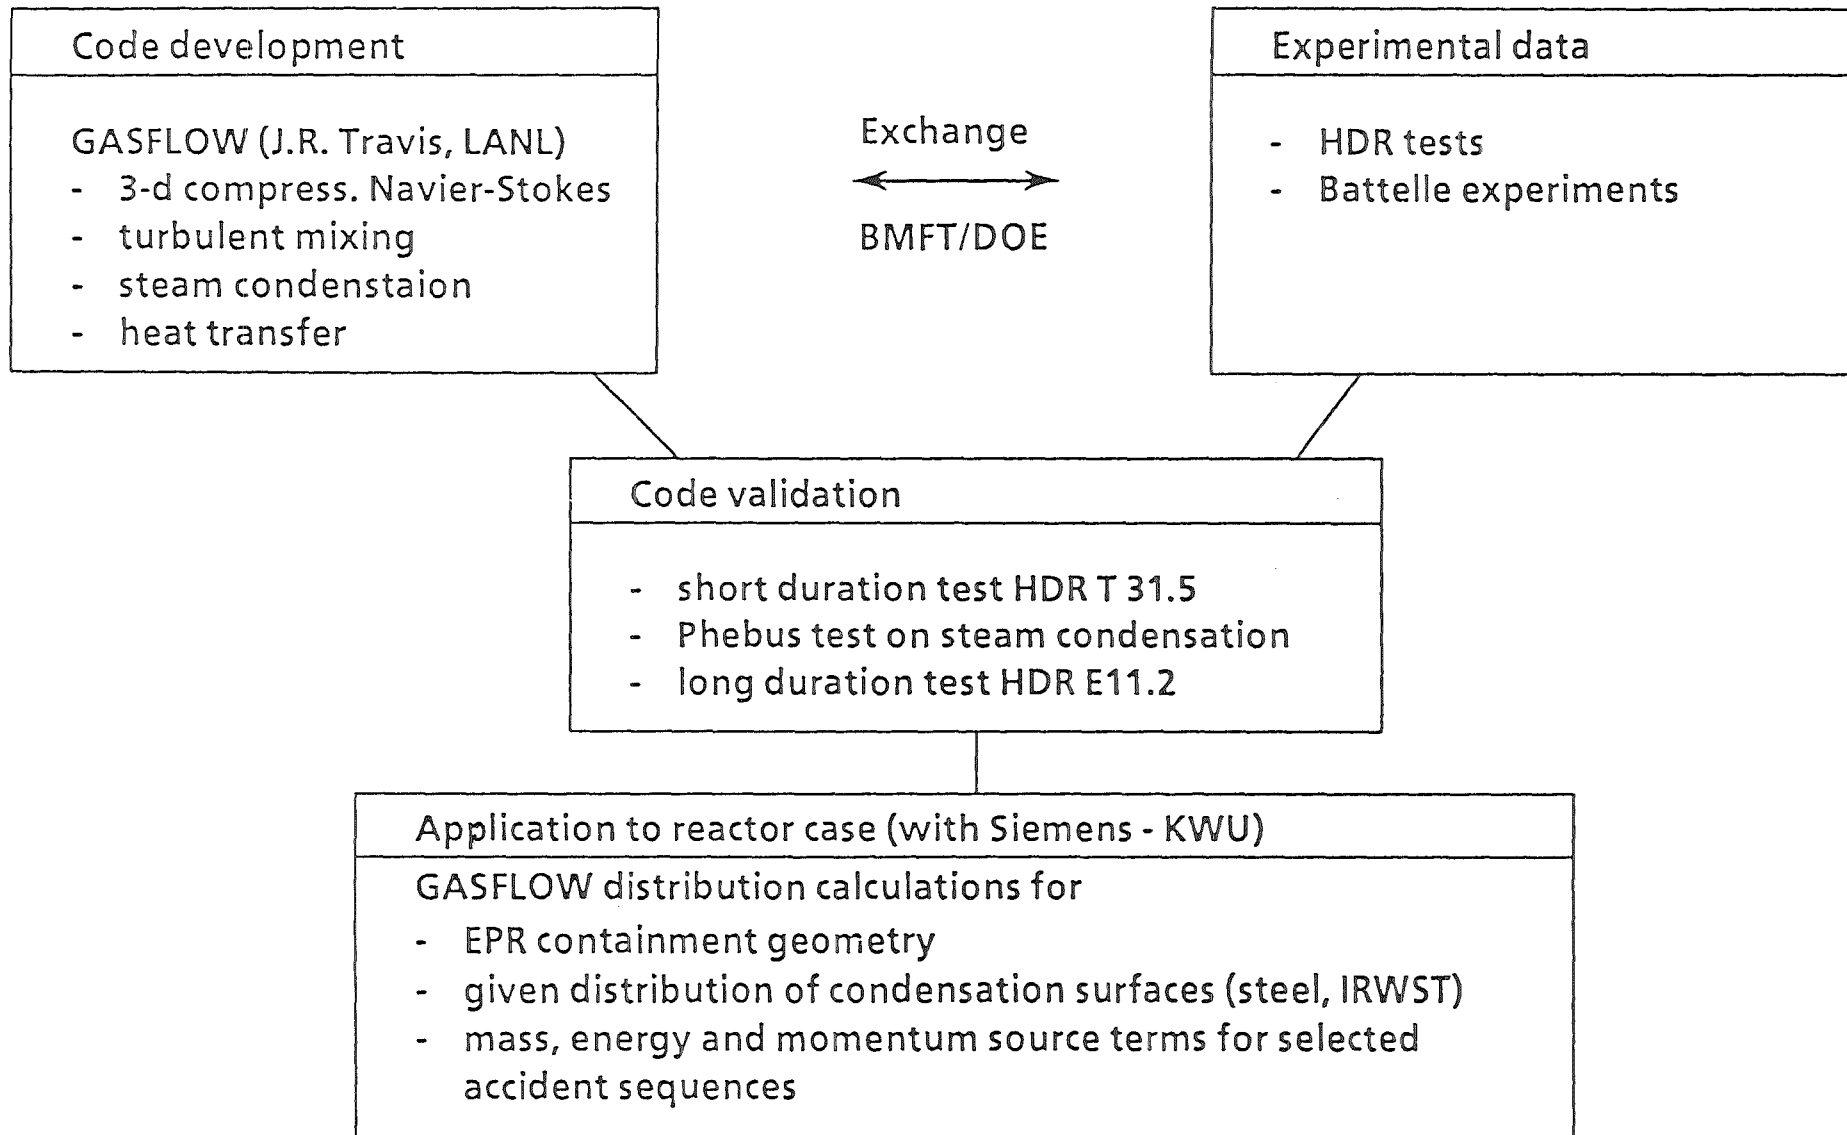 Code development
GASFLOW (J.R. Travis, LANL)
- 3-d compress. Navier-Stokes
- turbulent mixing
- steam condenstaion
- heat transfer
Exchange
BMFT/DOE
Experimental data
- HDR tests
- Battelle experiments
Code validation
- short duration test HDR T 31.5
- Phebus test on steam condensation
- long duration test HDR E11.2
Application to reactor case (with Siemens - KWU)
GASFLOW distribution calculations for
- EPR containment geometry
- given distribution of condensation surfaces (steel, IRWST)
- mass, energy and momentum source terms for selected
accident sequences